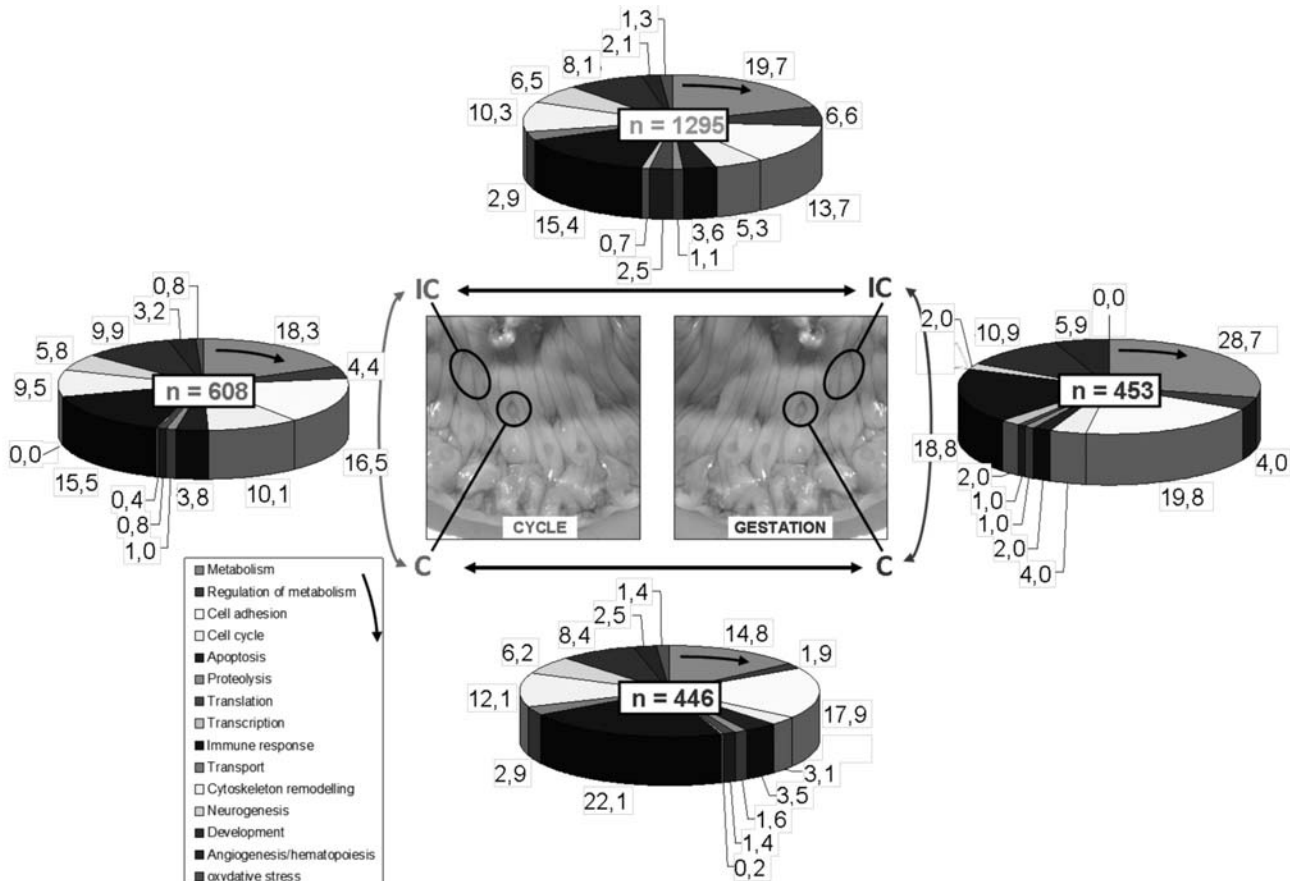 1,3
2,1
8,1
6,5
10,3
19,7
6,6
n = 1295
2,9
15,4
0,7
2,5
1,1
3,6
5,3
13,7
IC
IC
0,8
3,2
9,9
5,8
9,5
18,3
4,4
n = 608
0,0
15,5
0,4
0,8
1,0
3,8
10,1
16,5
CYCLE
GESTATION
2,0
10,9
5,9
0,0
28,7
n = 453
18,8
2,0
1,0
1,0
2,0
4,0
19,8
4,0
C
C
Metabolism
Regulation of metabolism
Cell adhesion
Cell cycle
Apoptosis
Proteolysis
Translation
Transcription
Immune response
Transport
Cytoskeleton remodelling
Neurogenesis
Development
Angiogenesis/hematopoiesis
oxydative stress
1,4
2,5
8,4
6,2
12,1
14,8
1,9
n = 446
17,9
2,9
22,1
0,2
1,4
1,6
3,5
3,1